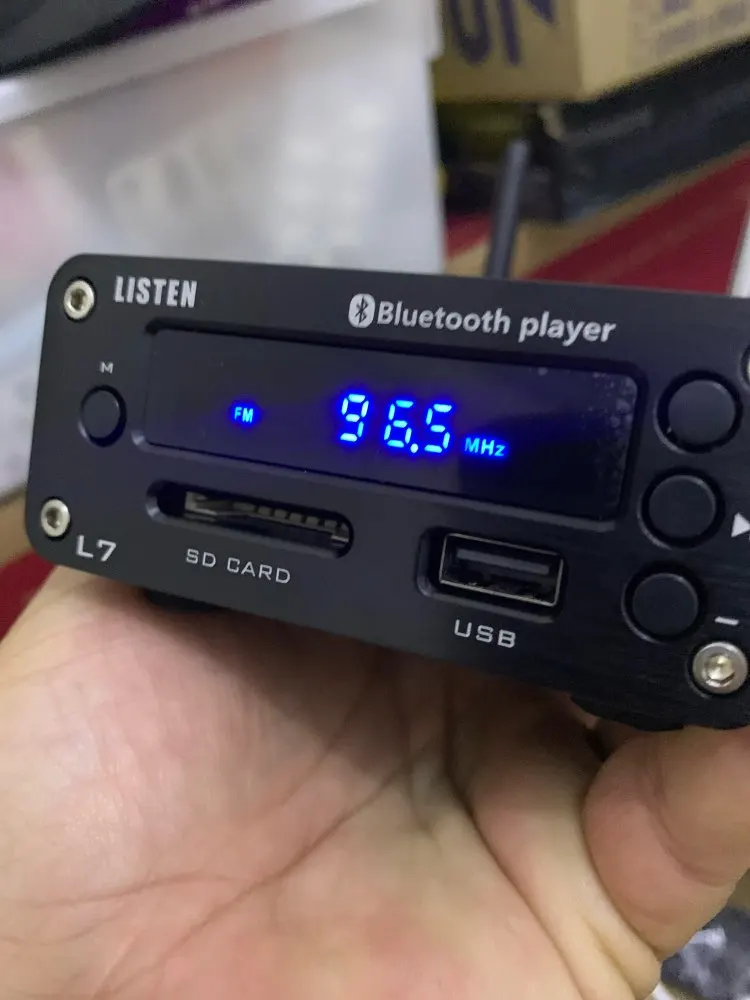 LISTEN
Bluetooth player
M
FM 96.5 MHz
L7
SD CARD
USB